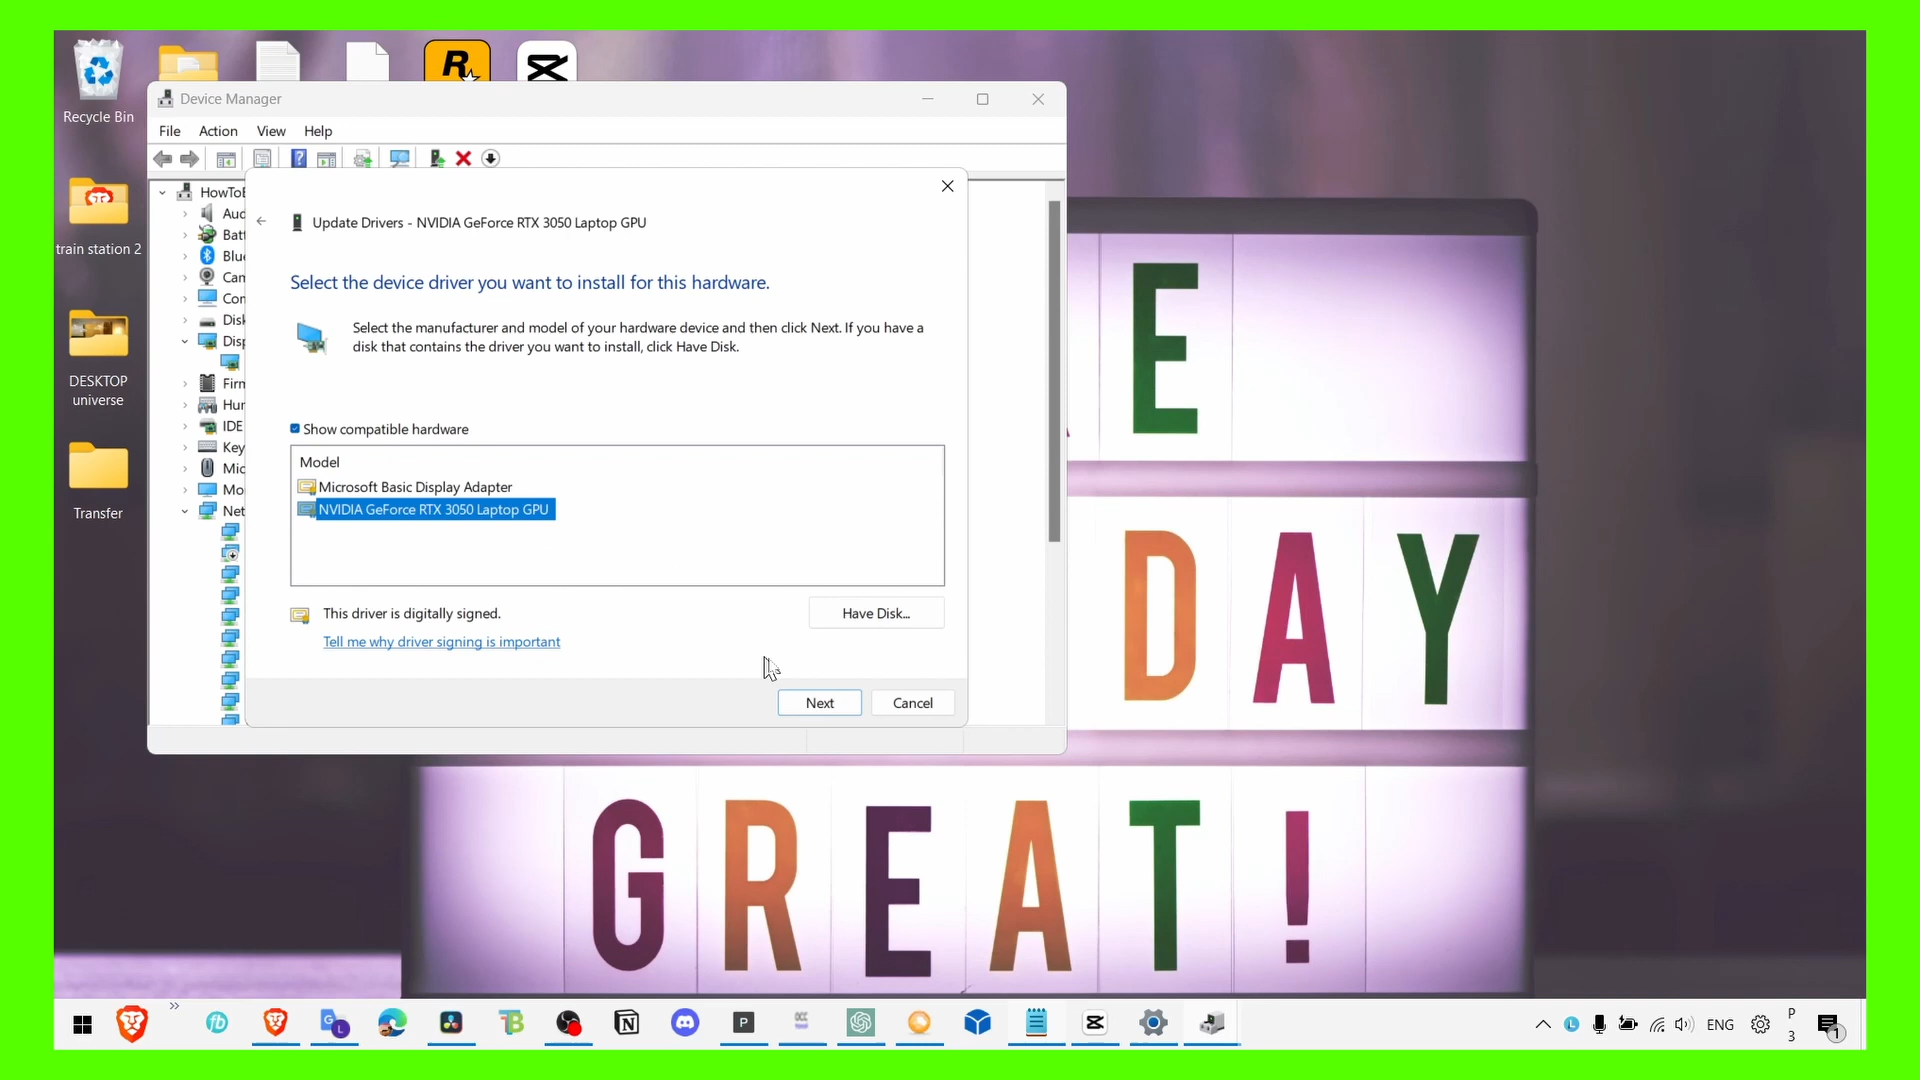 Recycle Bin
train station 2
DESKTOP
universe
Transfer
R
Device Manager
File Action View Help
HowToE
Aud
Batt
Blue
Can
Con
Disk
Disp
Firn
Hur
IDE
Key
Mic
Mo
Net
Update Drivers - NVIDIA GeForce RTX 3050 Laptop GPU
Select the device driver you want to install for this hardware.
Select the manufacturer and model of your hardware device and then click Next. If you have a
disk that contains the driver you want to install, click Have Disk.
Show compatible hardware
Model
Microsoft Basic Display Adapter
NVIDIA GeForce RTX 3050 Laptop GPU
This driver is digitally signed.
Have Disk...
Tell me why driver signing is important
Next
Cancel
E
DAY
GREAT!
ENG
P
3
1